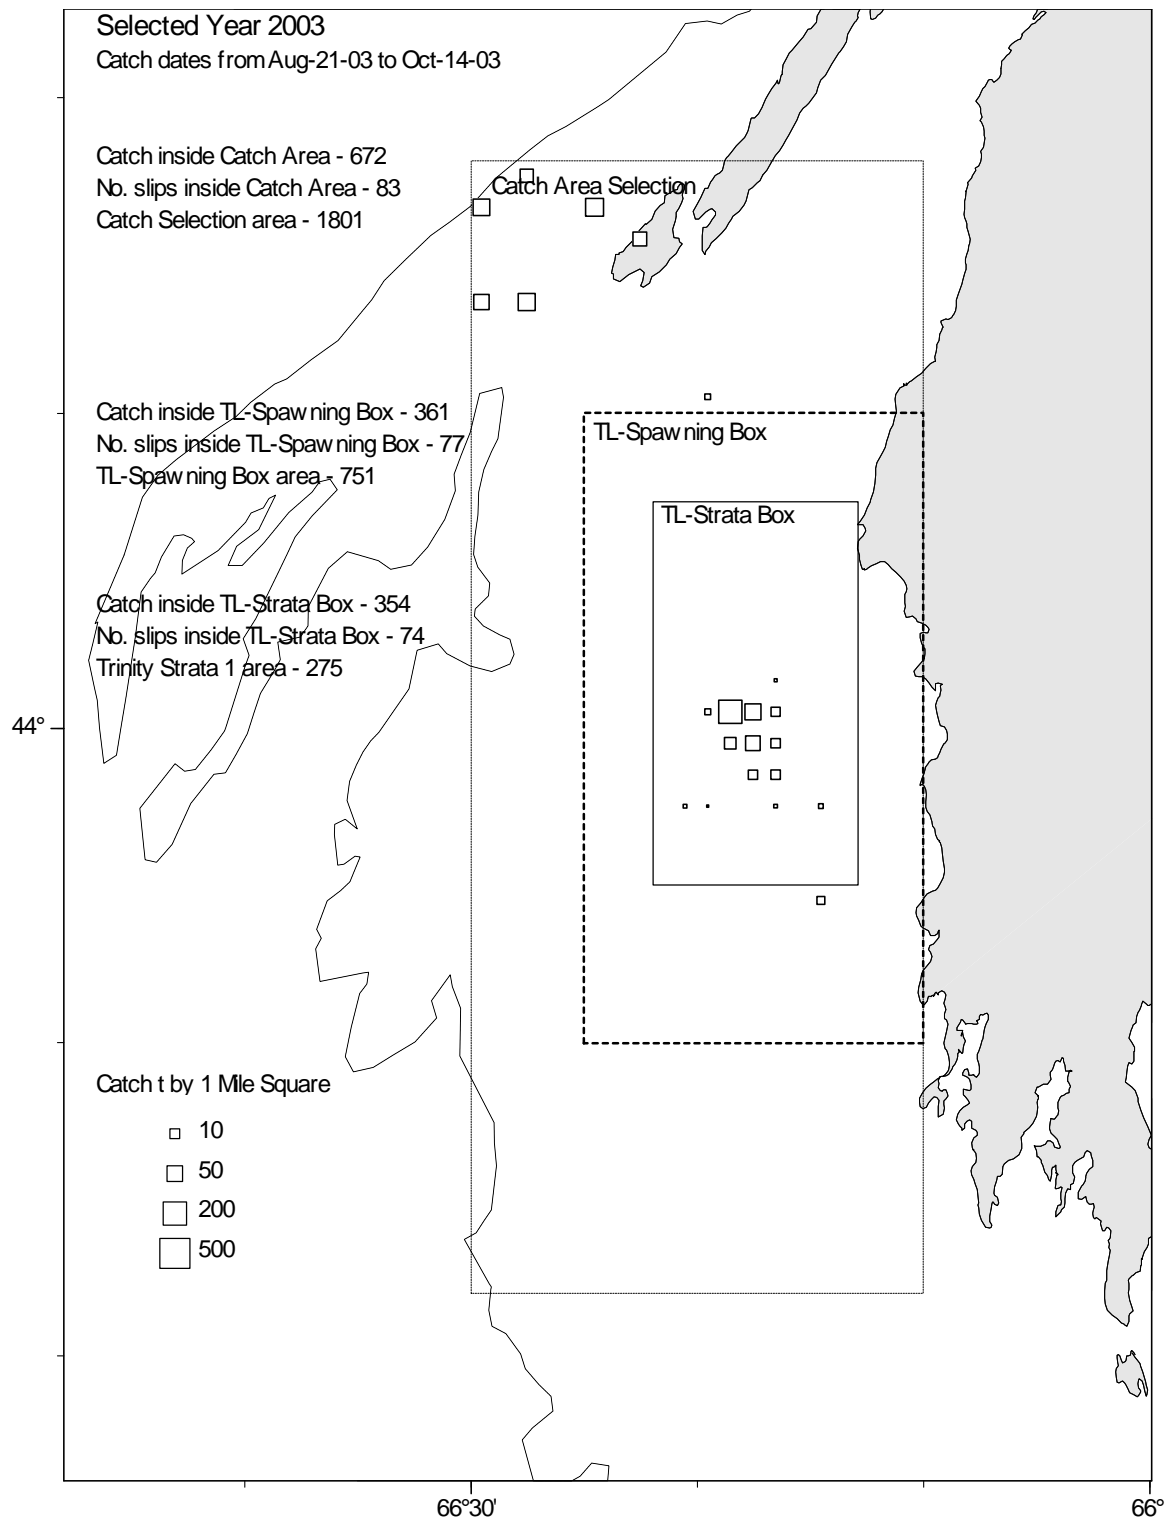 Selected Year 2003
Catch dates from Aug-21-03 to Oct-14-03
Catch inside Catch Area - 672
No. slips inside Catch Area - 83
Catch Selection area - 1801
Catch Area Selection
Catch inside TL-Spawning Box - 361
No. slips inside TL-Spawning Box - 77
TL-Spawning Box area - 751
TL-Spawning Box
TL-Strata Box
Catch inside TL-Strata Box - 354
No. slips inside TL-Strata Box - 74
Trinity Strata 1 area - 275
44°
Catch t by 1 Mile Square
10
50
200
500
66°30'
66°